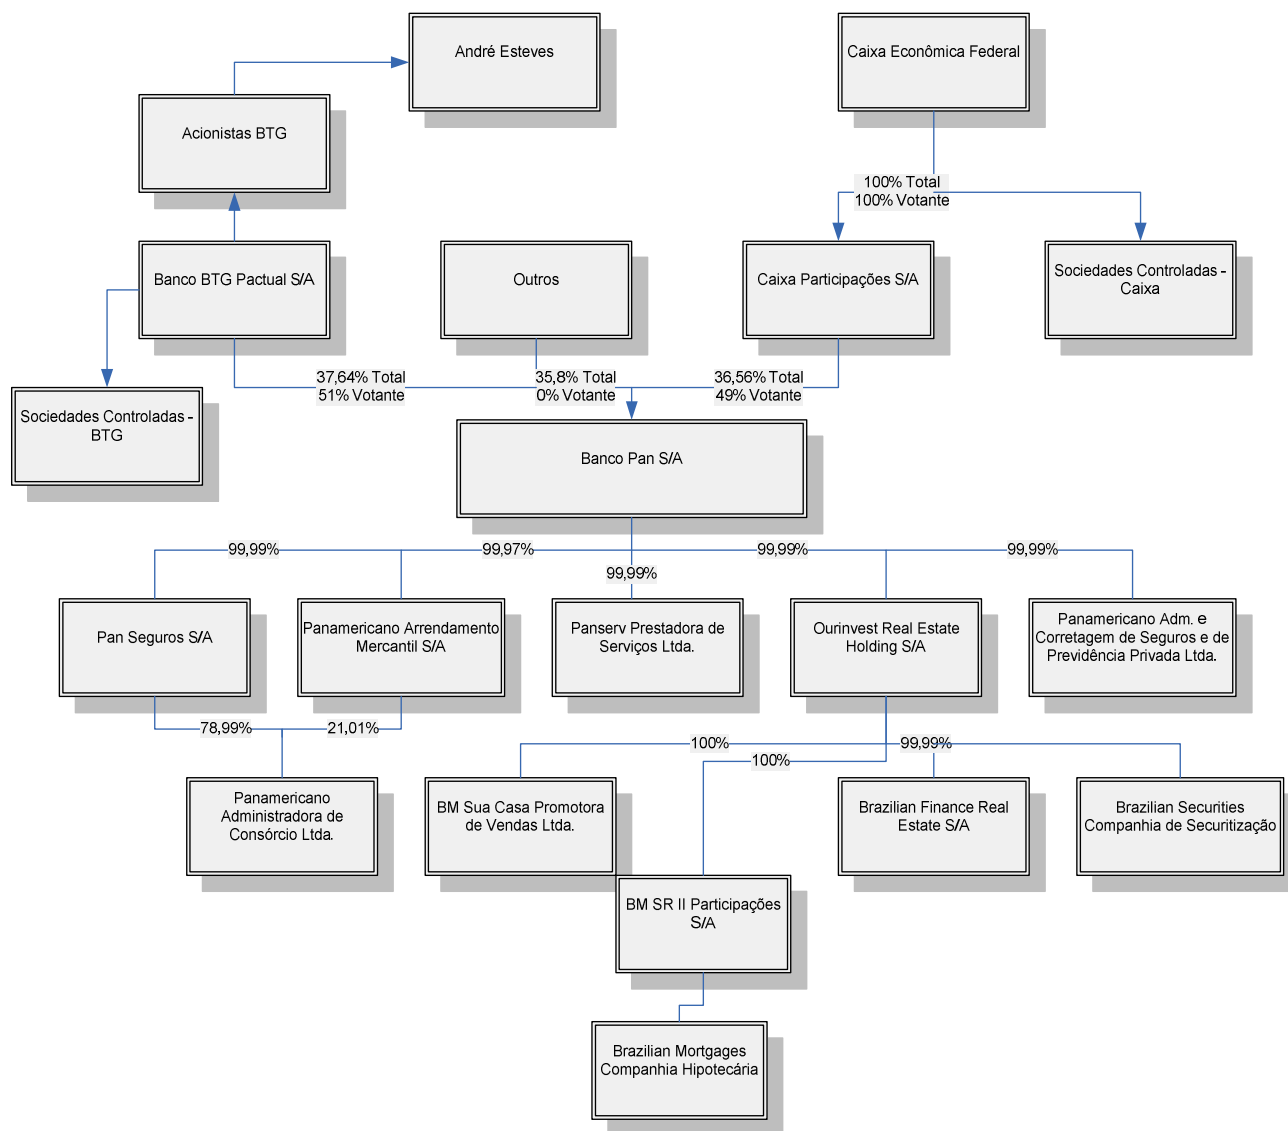 André Esteves
Caixa Econômica Federal
Acionistas BTG
100% Total
100% Votante
Banco BTG Pactual S/A
Outros
Caixa Participações S/A
Sociedades Controladas -
Caixa
37,64% Total
51% Votante
35,8% Total
0% Votante
36,56% Total
49% Votante
Sociedades Controladas -
BTG
Banco Pan S/A
99,99%
99,97%
99,99%
99,99%
99,99%
Pan Seguros S/A
Panamericano Arrendamento
Mercantil S/A
Panserv Prestadora de
Serviços Ltda.
Ourinvest Real Estate
Holding S/A
Panamericano Adm. e
Corretagem de Seguros e de
Previdência Privada Ltda.
78,99%
21,01%
100%
99,99%
100%
Panamericano
Administradora de
Consórcio Ltda.
BM Sua Casa Promotora
de Vendas Ltda.
Brazilian Finance Real
Estate S/A
Brazilian Securities
Companhia de Securitização
BM SR II Participações
S/A
Brazilian Mortgages
Companhia Hipotecária